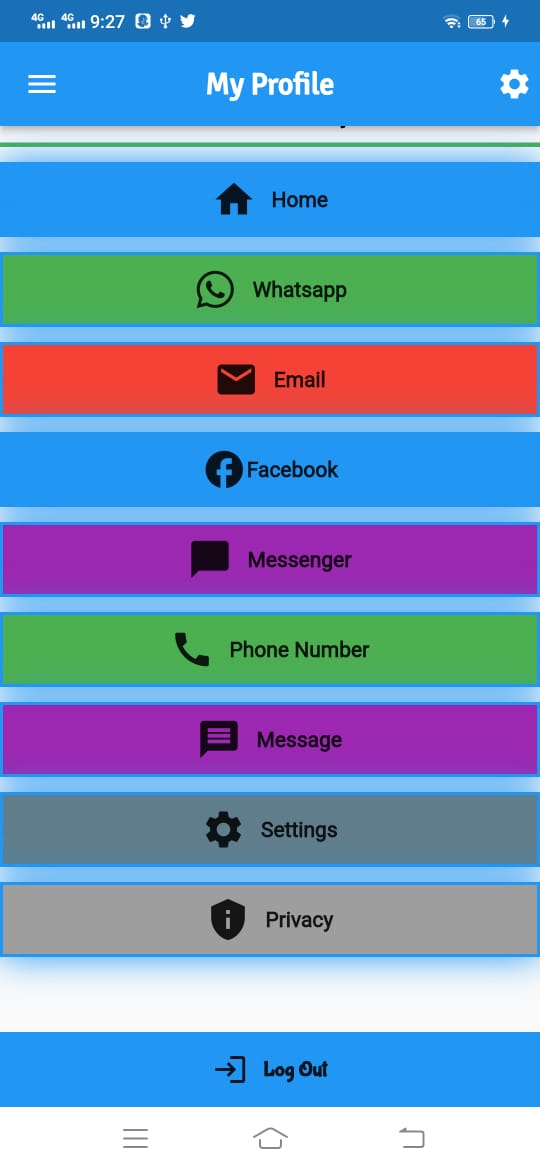 4G 4G 9:27 65
My Profile
Home
Whatsapp
Email
Facebook
Messenger
Phone Number
Message
Settings
Privacy
Log Out